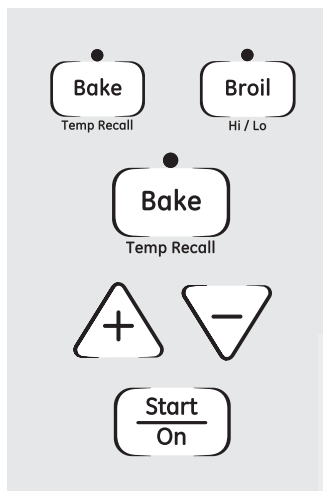 Bake Broil
Temp Recall Hi / Lo
Bake
Temp Recall
+ −
Start
On